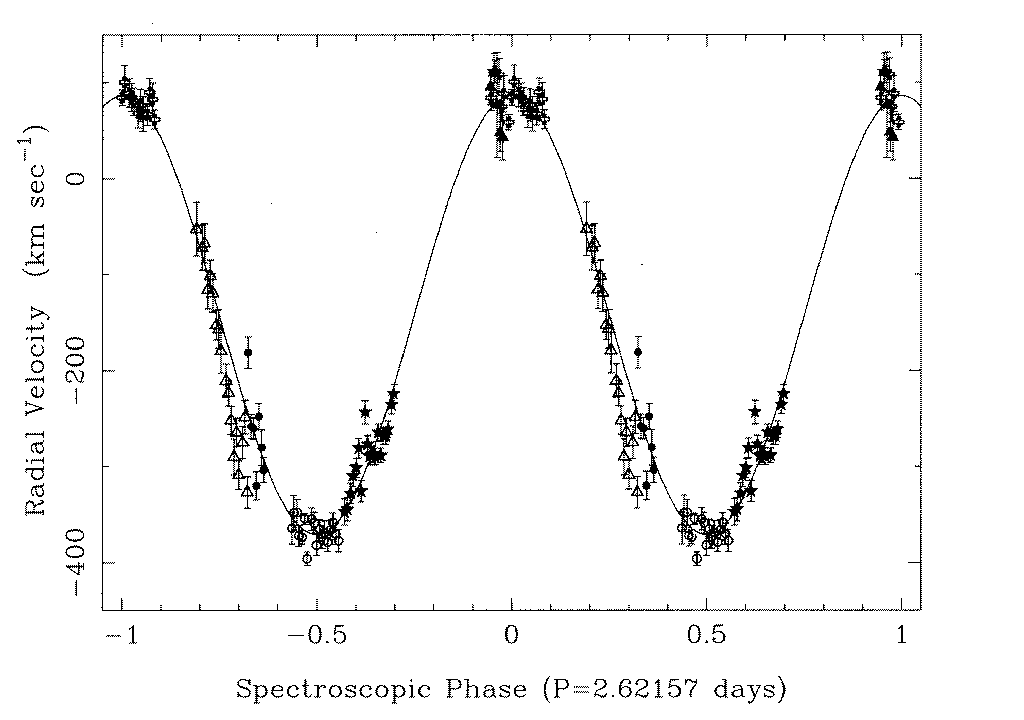 Radial Velocity (km sec⁻¹)
0
−200
−400
−1 −0.5 0 0.5 1
Spectroscopic Phase (P=2.62157 days)